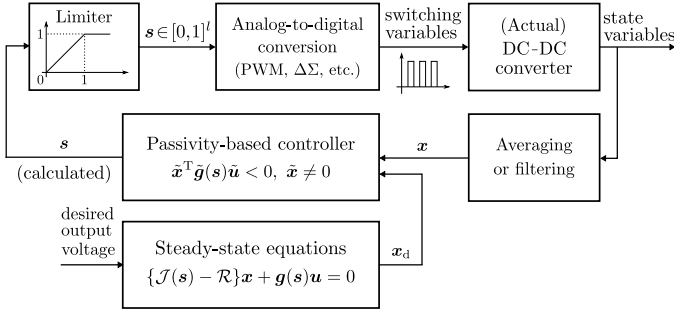 Limiter
1
0
1
s ∈ [0, 1]^l
Analog-to-digital
conversion
(PWM, ΔΣ, etc.)
switching
variables
(Actual)
DC-DC
converter
state
variables
s
(calculated)
Passivity-based controller
x̃^T g̃(s)ũ < 0, x̃ ≠ 0
x
Averaging
or filtering
desired
output
voltage
Steady-state equations
{𝒥(s) − ℛ}x + g(s)u = 0
x_d